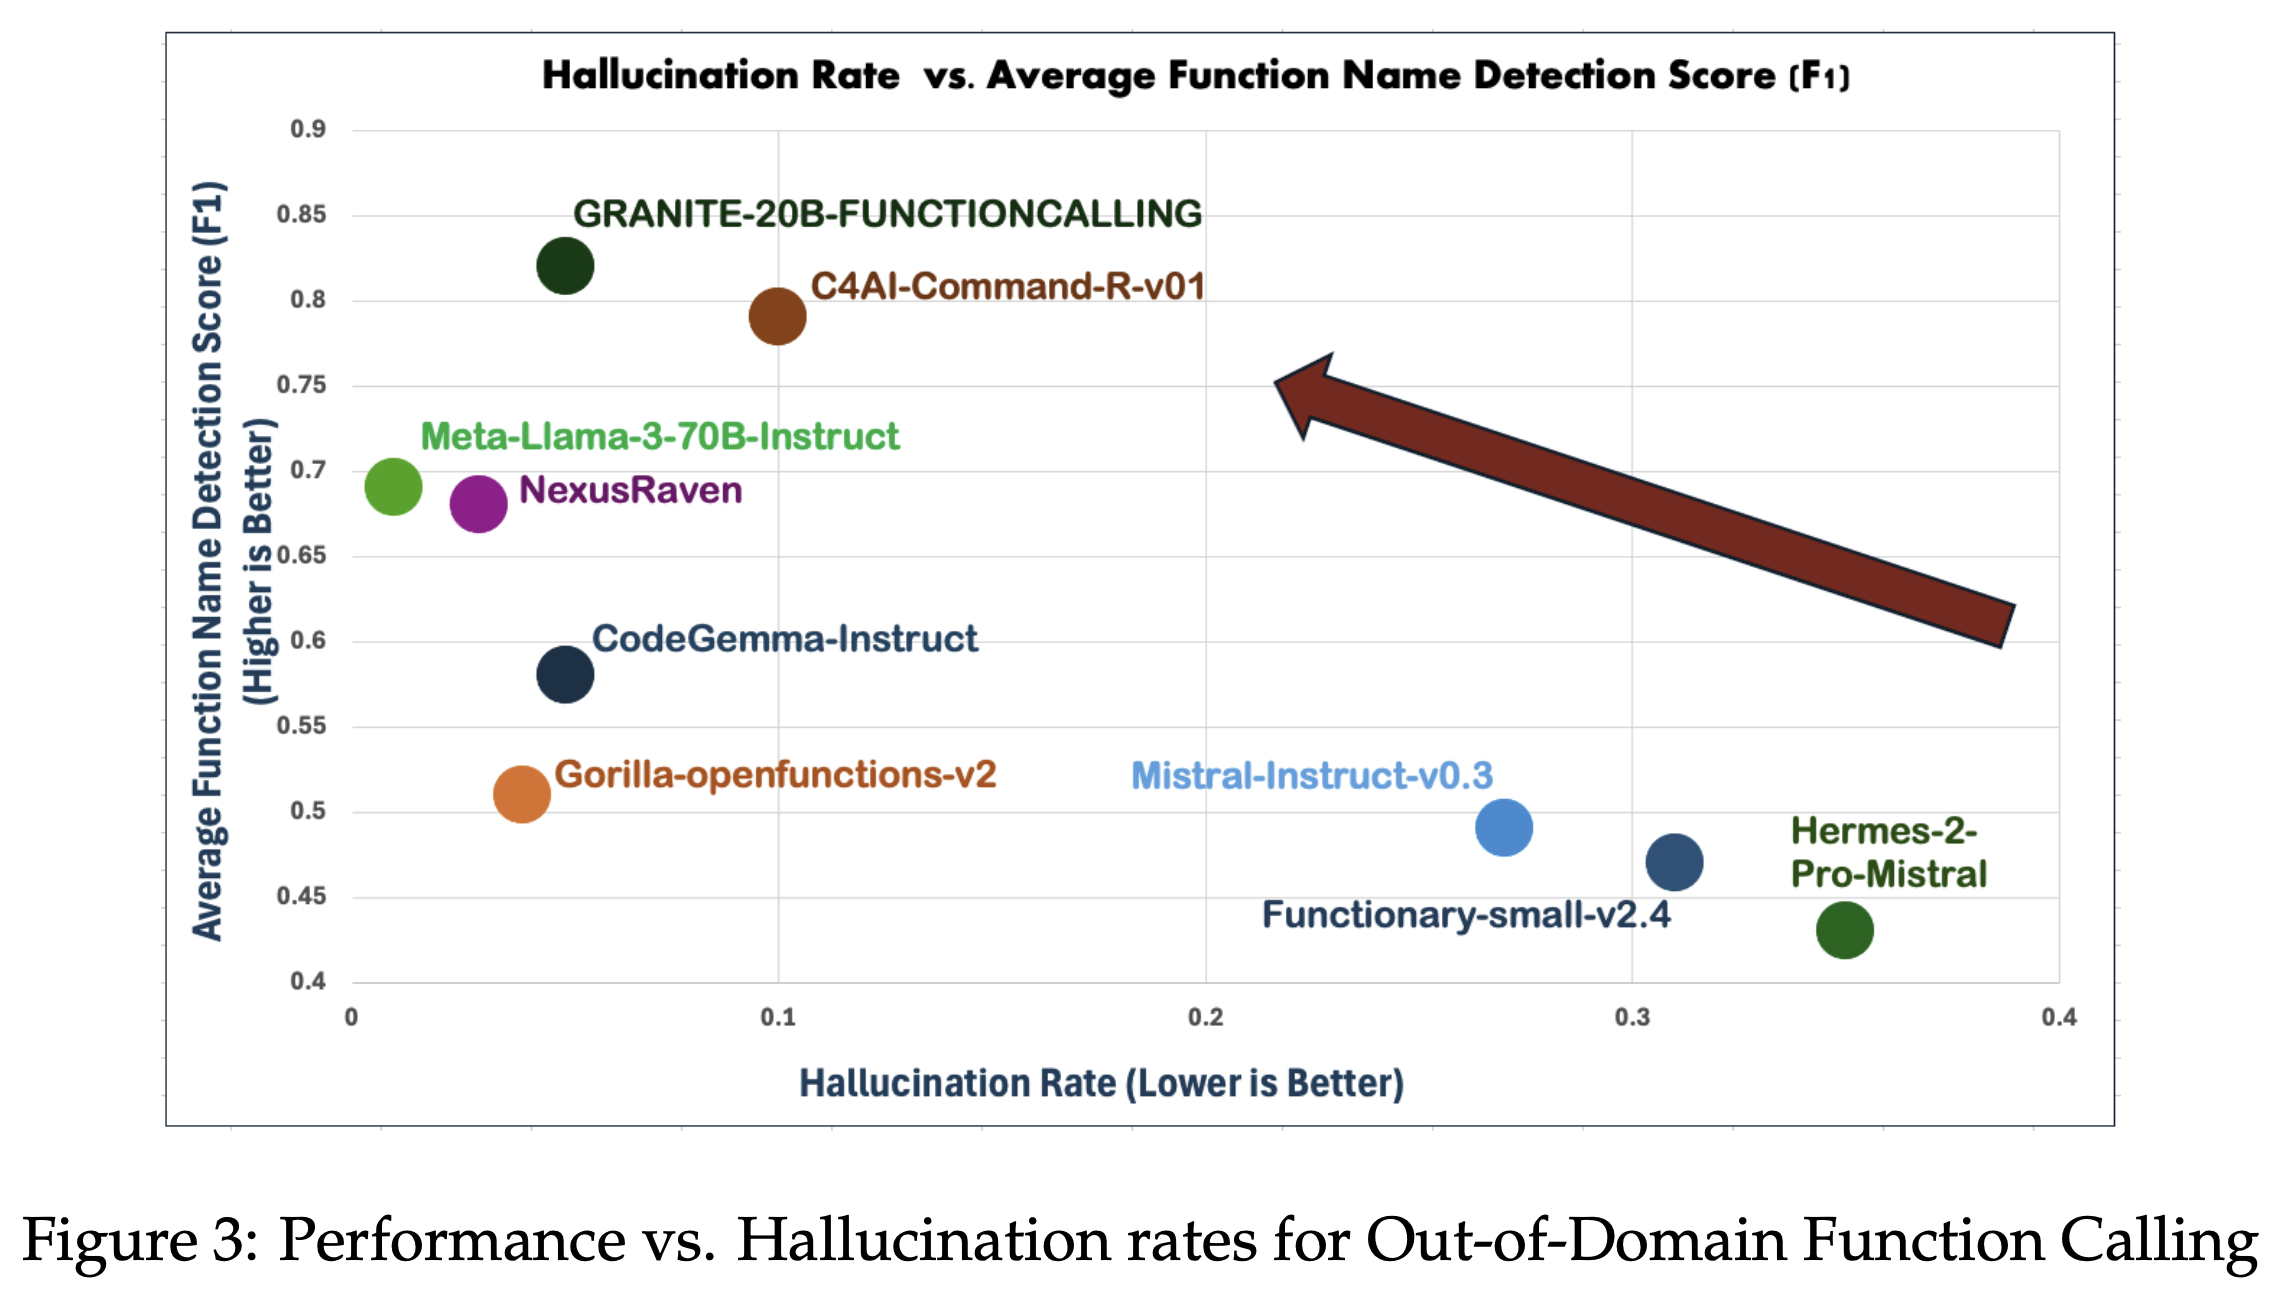 Hallucination Rate vs. Average Function Name Detection Score (F1)
Average Function Name Detection Score (F1)
(Higher is Better)
0.9
0.85
0.8
0.75
0.7
0.65
0.6
0.55
0.5
0.45
0.4
GRANITE-20B-FUNCTIONCALLING
C4AI-Command-R-v01
Meta-Llama-3-70B-Instruct
NexusRaven
CodeGemma-Instruct
Gorilla-openfunctions-v2
Mistral-Instruct-v0.3
Hermes-2-
Pro-Mistral
Functionary-small-v2.4
0
0.1
0.2
0.3
0.4
Hallucination Rate (Lower is Better)
Figure 3: Performance vs. Hallucination rates for Out-of-Domain Function Calling